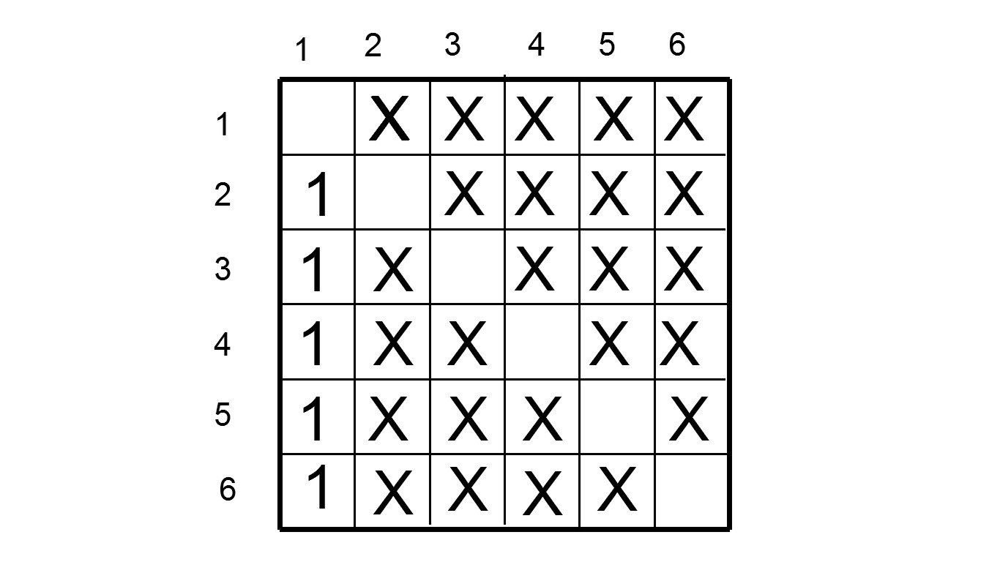 1 2 3 4 5 6
1 X X X X X
2 1 X X X X
3 1 X X X X
4 1 X X X X
5 1 X X X X
6 1 X X X X